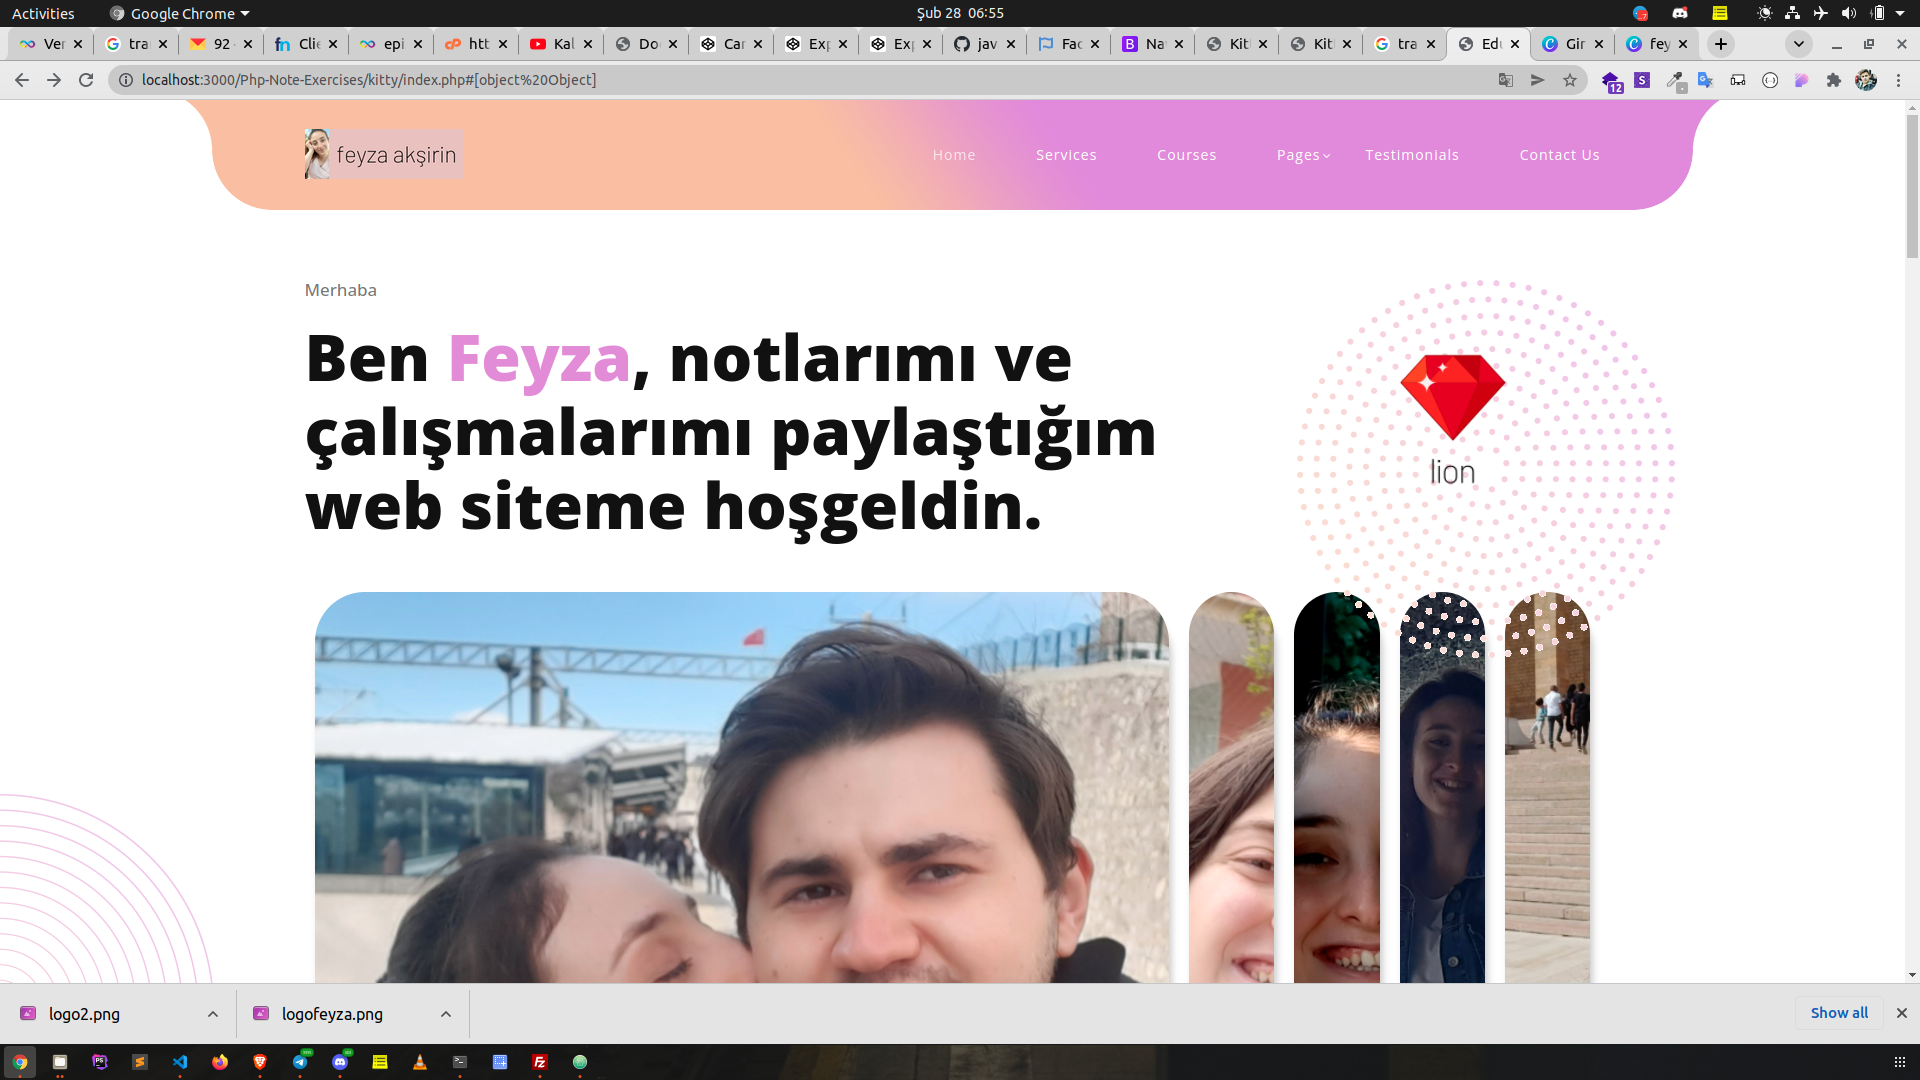 Activities
Google Chrome
Şub 28 06:55
Ver
tra
92
Clie
epi
htt
Kal
Do
Car
Exp
Exp
jav
Fac
Na
Kit
Kit
tra
Edu
Gir
fey
localhost:3000/Php-Note-Exercises/kitty/index.php#[object%20Object]
12
feyza akşirin
Home
Services
Courses
Pages
Testimonials
Contact Us
Merhaba
Ben Feyza, notlarımı ve
çalışmalarımı paylaştığım
web siteme hoşgeldin.
lion
logo2.png
logofeyza.png
Show all